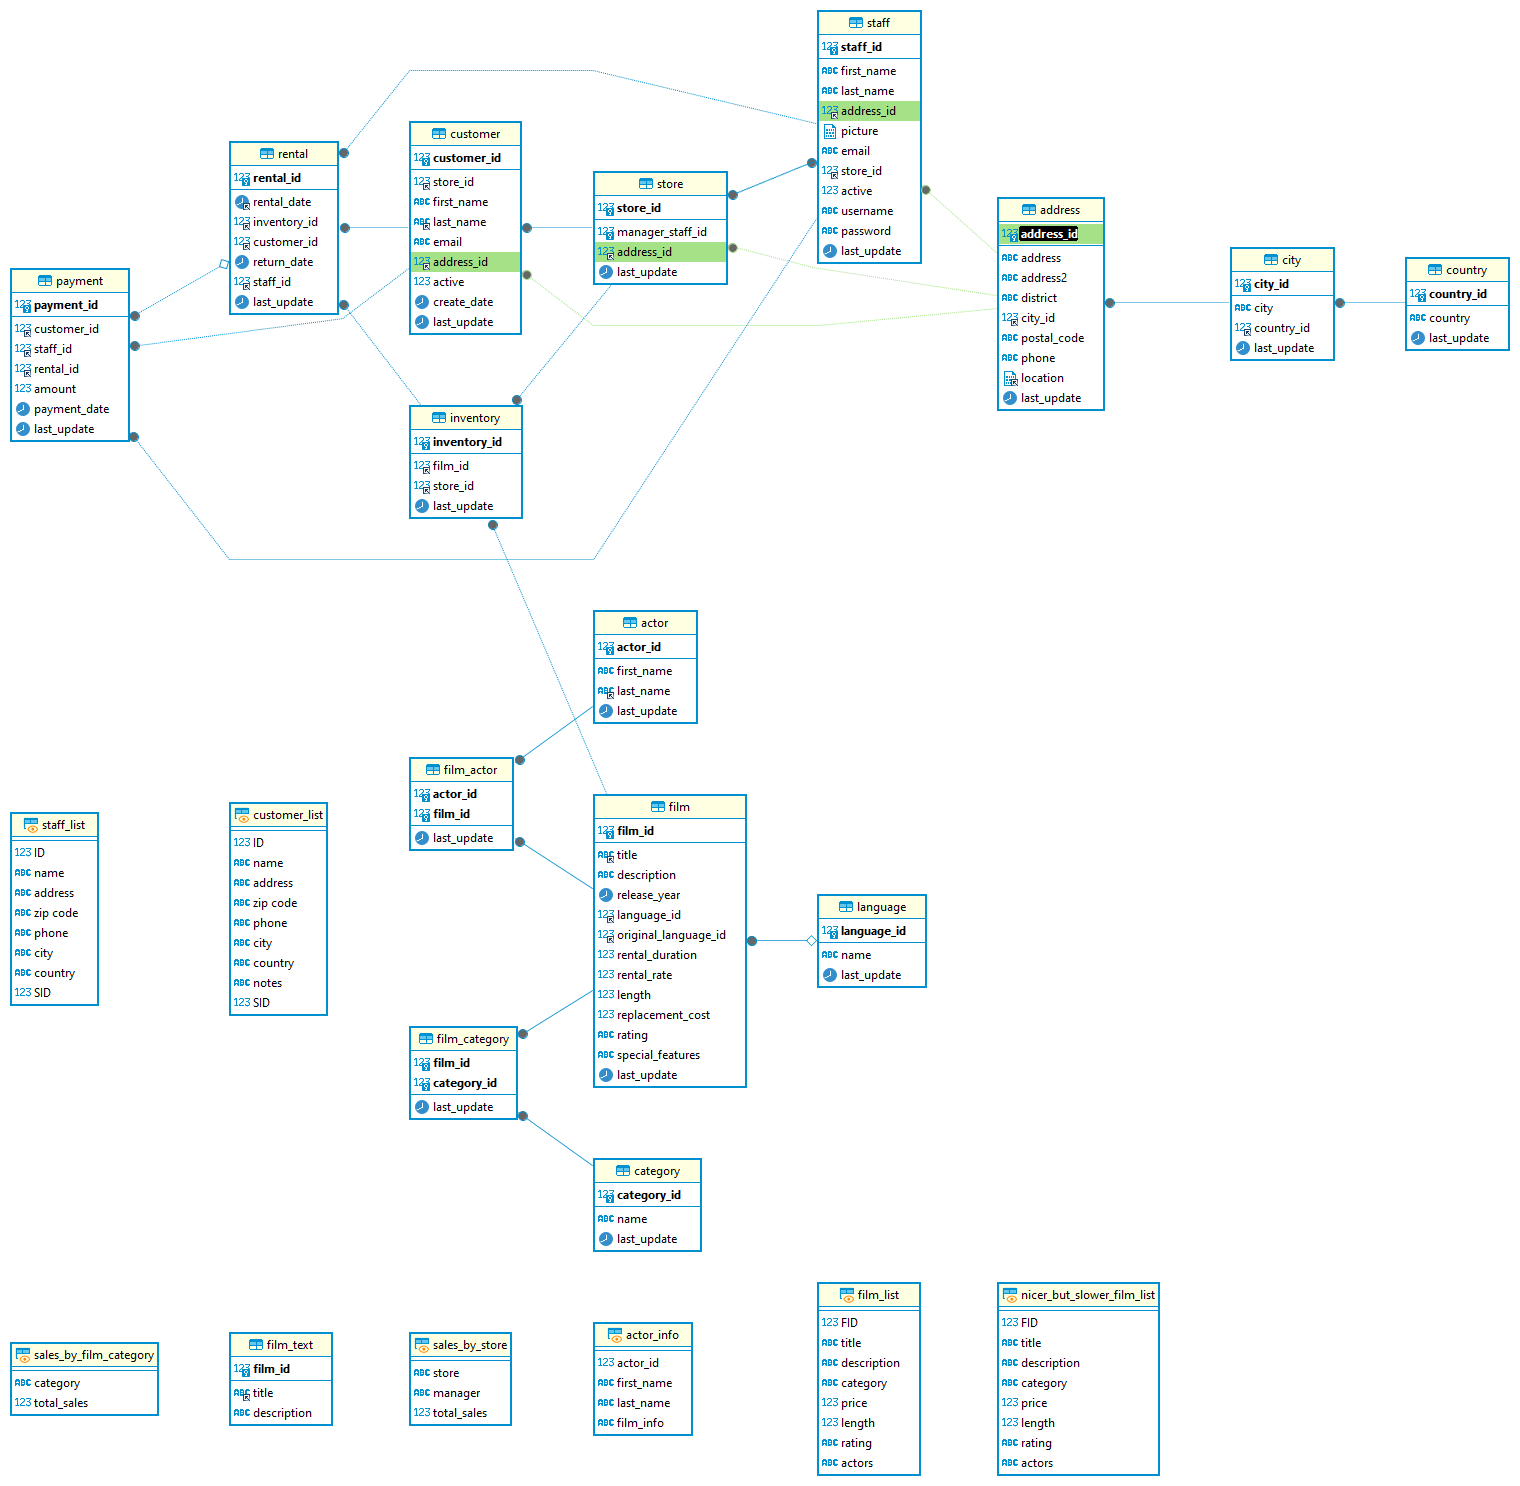 staff
staff_id
first_name
last_name
address_id
picture
email
store_id
active
username
password
last_update
customer
customer_id
store_id
first_name
last_name
email
address_id
active
create_date
last_update
rental
rental_id
rental_date
inventory_id
customer_id
return_date
staff_id
last_update
store
store_id
manager_staff_id
address_id
last_update
address
address_id
address
address2
district
city_id
postal_code
phone
location
last_update
city
city_id
city
country_id
last_update
country
country_id
country
last_update
payment
payment_id
customer_id
staff_id
rental_id
amount
payment_date
last_update
inventory
inventory_id
film_id
store_id
last_update
actor
actor_id
first_name
last_name
last_update
film_actor
actor_id
film_id
last_update
film
film_id
title
description
release_year
language_id
original_language_id
rental_duration
rental_rate
length
replacement_cost
rating
special_features
last_update
staff_list
ID
name
address
zip code
phone
city
country
SID
customer_list
ID
name
address
zip code
phone
city
country
notes
SID
language
language_id
name
last_update
film_category
film_id
category_id
last_update
category
category_id
name
last_update
sales_by_film_category
category
total_sales
film_text
film_id
title
description
sales_by_store
store
manager
total_sales
actor_info
actor_id
first_name
last_name
film_info
film_list
FID
title
description
category
price
length
rating
actors
nicer_but_slower_film_list
FID
title
description
category
price
length
rating
actors